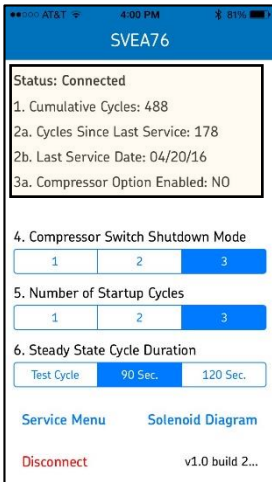 ●●○○○ AT&T 4:00 PM 81%
SVEA76
Status: Connected
1. Cumulative Cycles: 488
2a. Cycles Since Last Service: 178
2b. Last Service Date: 04/20/16
3a. Compressor Option Enabled: NO
4. Compressor Switch Shutdown Mode
1 2 3
5. Number of Startup Cycles
1 2 3
6. Steady State Cycle Duration
Test Cycle 90 Sec. 120 Sec.
Service Menu Solenoid Diagram
Disconnect v1.0 build 2...